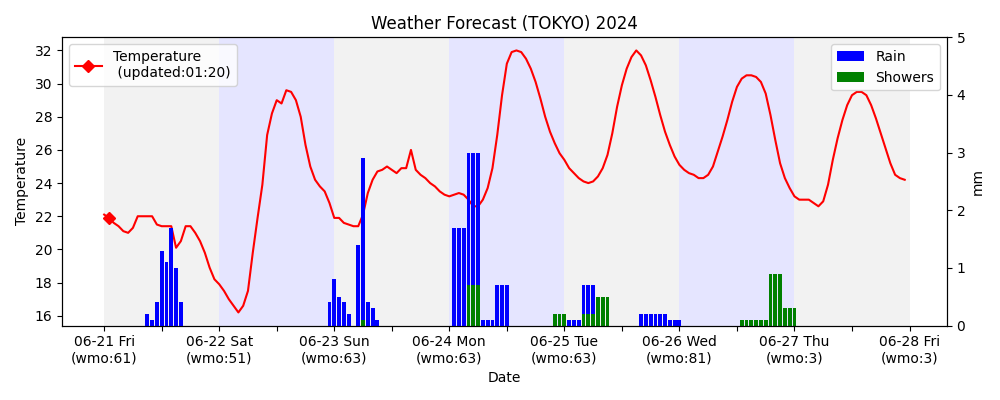 Weather Forecast (TOKYO) 2024
Temperature
(updated:01:20)
Rain
Showers
Temperature
32
30
28
26
24
22
20
18
16
5
4
3
2
1
0
mm
06-21 Fri
(wmo:61)
06-22 Sat
(wmo:51)
06-23 Sun
(wmo:63)
06-24 Mon
(wmo:63)
06-25 Tue
(wmo:63)
06-26 Wed
(wmo:81)
06-27 Thu
(wmo:3)
06-28 Fri
(wmo:3)
Date